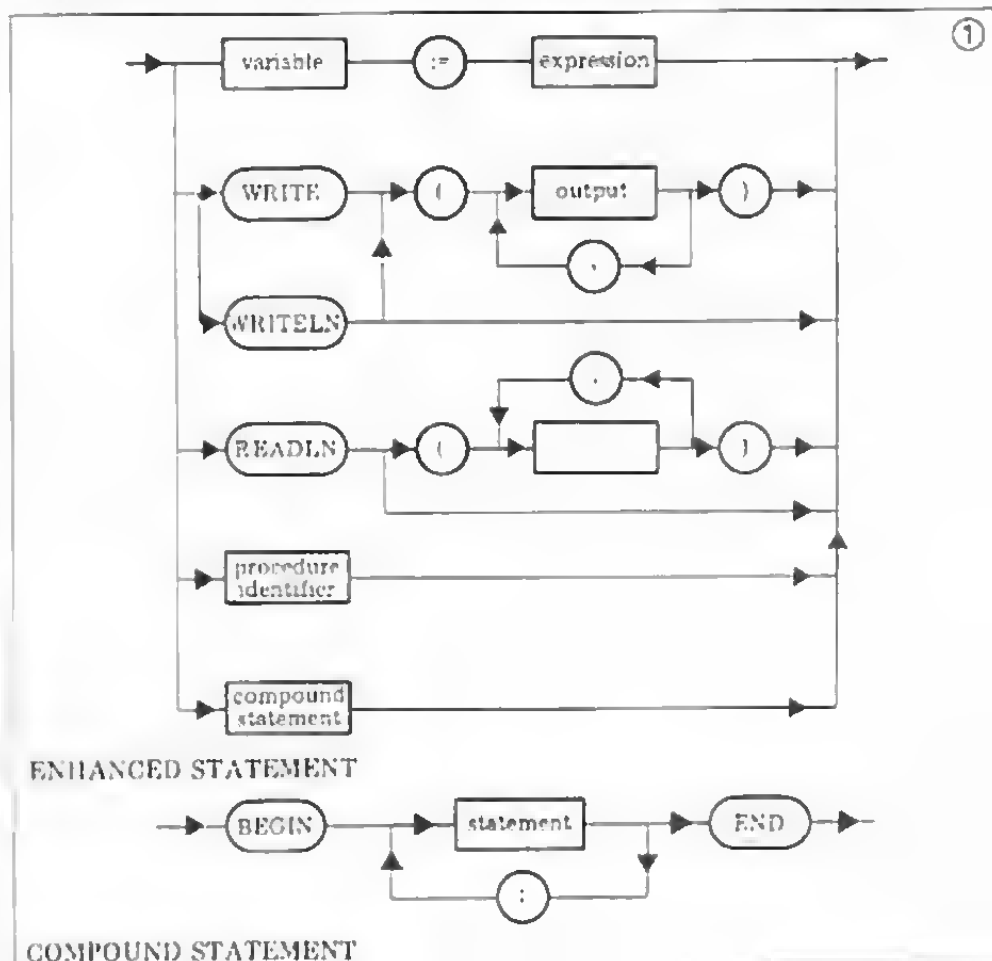 ①
variable := expression
WRITE ( output )
,
WRITELN
,
READLN ( )
procedure
identifier
compound
statement
ENHANCED STATEMENT
BEGIN statement END
;
COMPOUND STATEMENT